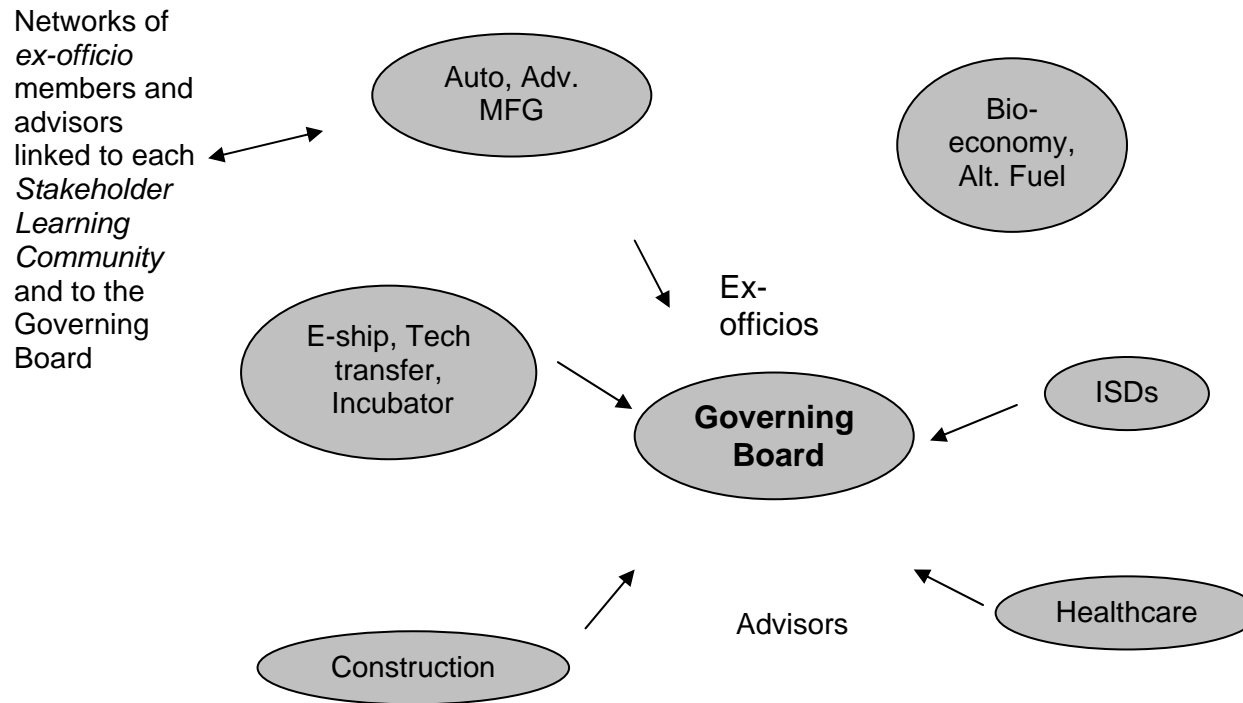 Networks of
ex-officio
members and
advisors
linked to each
Stakeholder
Learning
Community
and to the
Governing
Board
Auto, Adv.
MFG
Bio-
economy,
Alt. Fuel
Ex-
officios
E-ship, Tech
transfer,
Incubator
Governing
Board
ISDs
Construction
Advisors
Healthcare